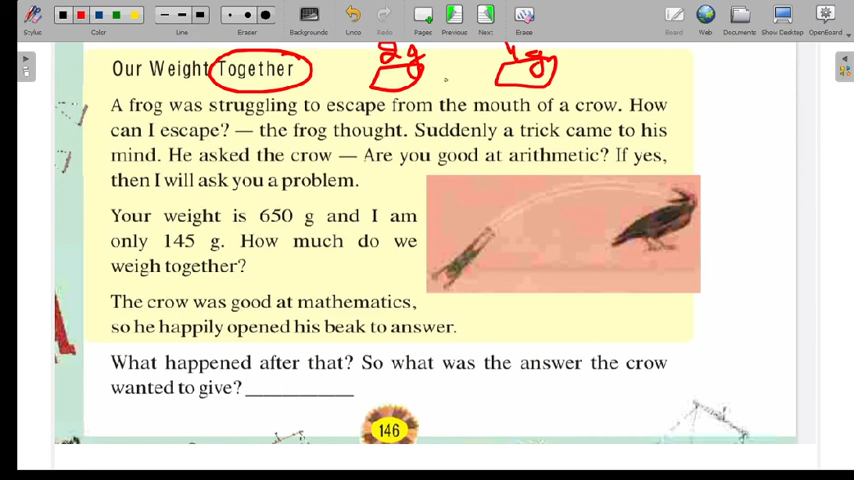 Stylus
Color
Line
Eraser
Backgrounds
Undo
Redo
Pages
Previous
Next
Erase
Board
Web
Documents
Show Desktop
OpenBoard
2g
4g
Our Weight Together
A frog was struggling to escape from the mouth of a crow. How
can I escape? — the frog thought. Suddenly a trick came to his
mind. He asked the crow — Are you good at arithmetic? If yes,
then I will ask you a problem.
Your weight is 650 g and I am
only 145 g. How much do we
weigh together?
The crow was good at mathematics,
so he happily opened his beak to answer.
What happened after that? So what was the answer the crow
wanted to give? ___________
146